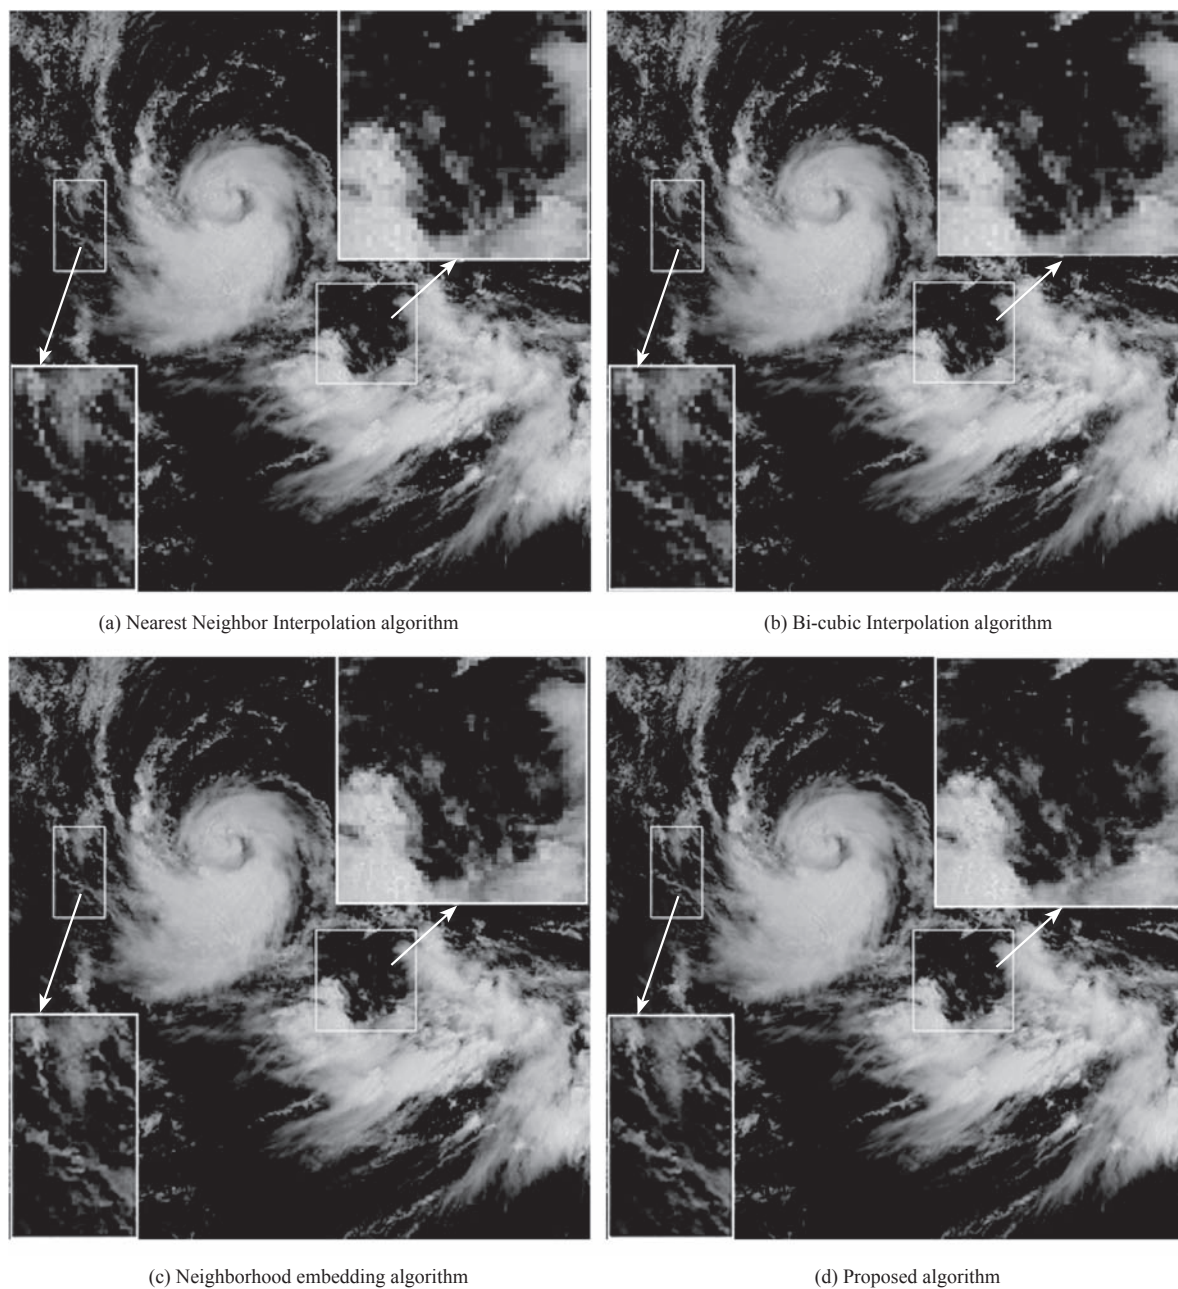 (a) Nearest Neighbor Interpolation algorithm
(b) Bi-cubic Interpolation algorithm
(c) Neighborhood embedding algorithm
(d) Proposed algorithm